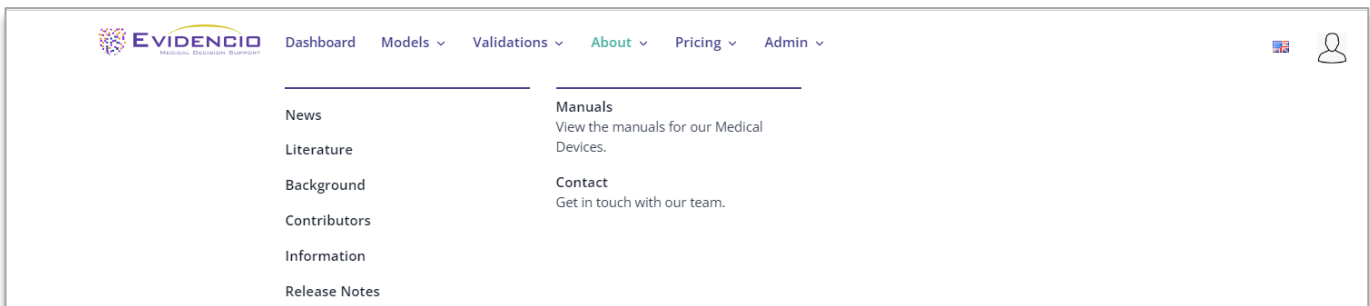 EVIDENCIO
MEDICAL DECISION SUPPORT
Dashboard Models Validations About Pricing Admin
News
Literature
Background
Contributors
Information
Release Notes
Manuals
View the manuals for our Medical
Devices.
Contact
Get in touch with our team.